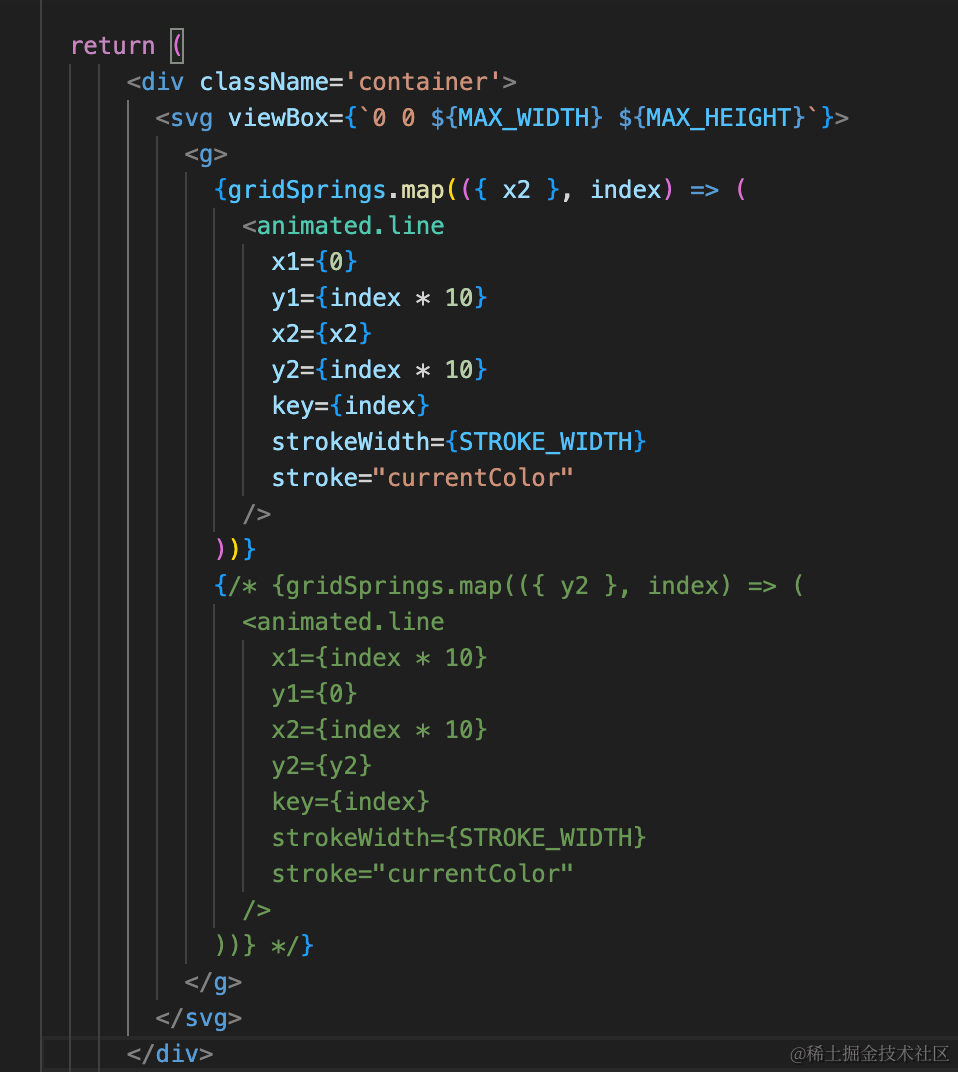 return (
<div className='container'>
<svg viewBox={`0 0 ${MAX_WIDTH} ${MAX_HEIGHT}`}>
<g>
{gridSprings.map(({ x2 }, index) => (
<animated.line
x1={0}
y1={index * 10}
x2={x2}
y2={index * 10}
key={index}
strokeWidth={STROKE_WIDTH}
stroke="currentColor"
/>
))}
{/* {gridSprings.map(({ y2 }, index) => (
<animated.line
x1={index * 10}
y1={0}
x2={index * 10}
y2={y2}
key={index}
strokeWidth={STROKE_WIDTH}
stroke="currentColor"
/>
))} */}
</g>
</svg>
</div>
@稀土掘金技术社区